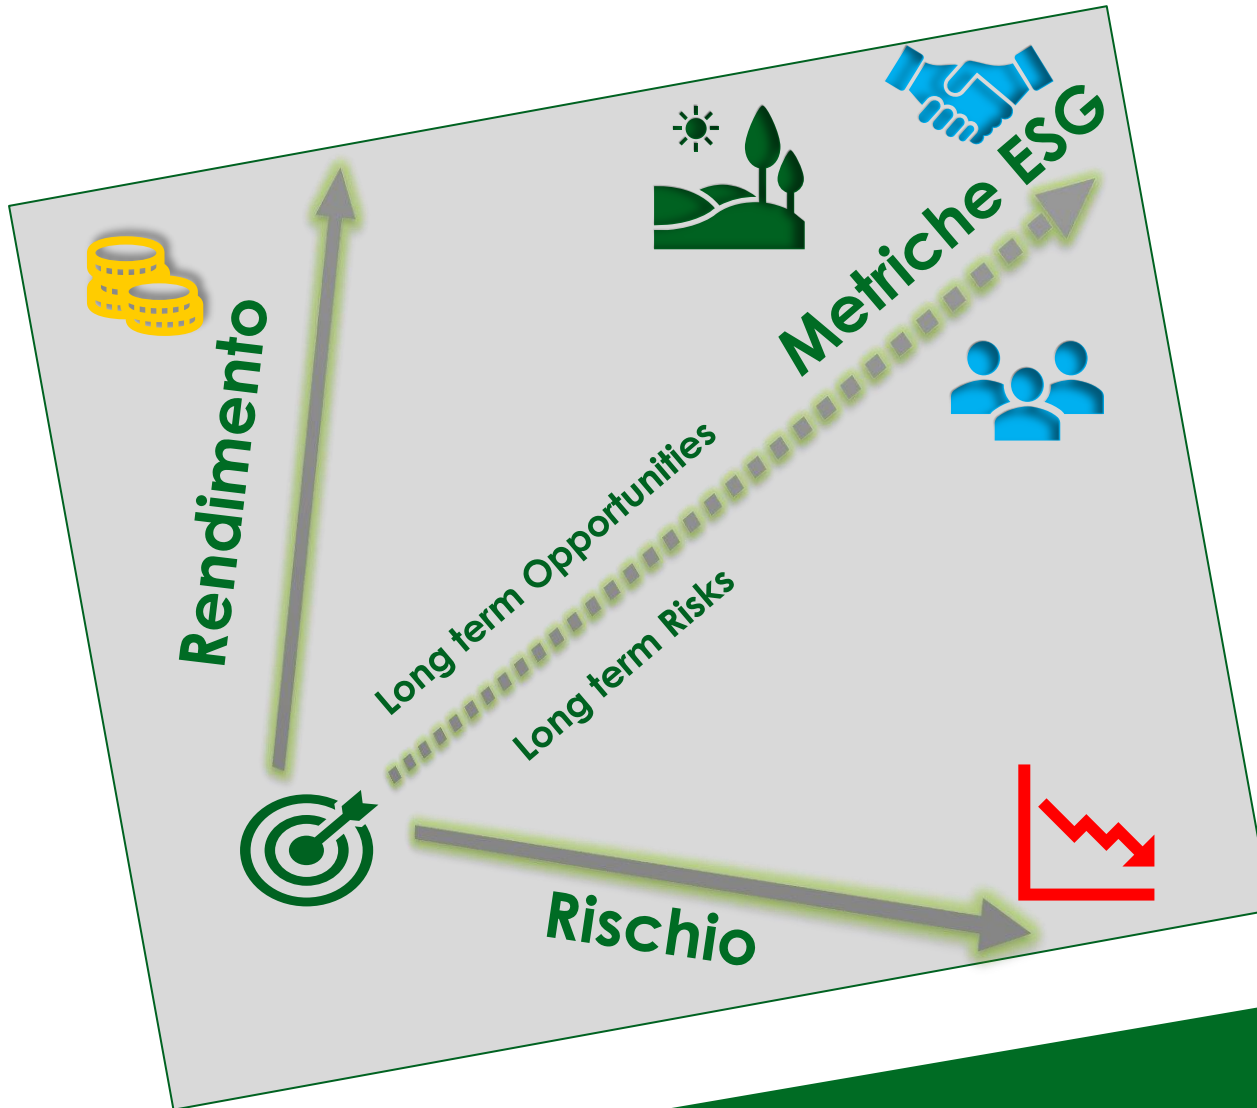 Metriche ESG
Rendimento
Long term Opportunities
Long term Risks
Rischio